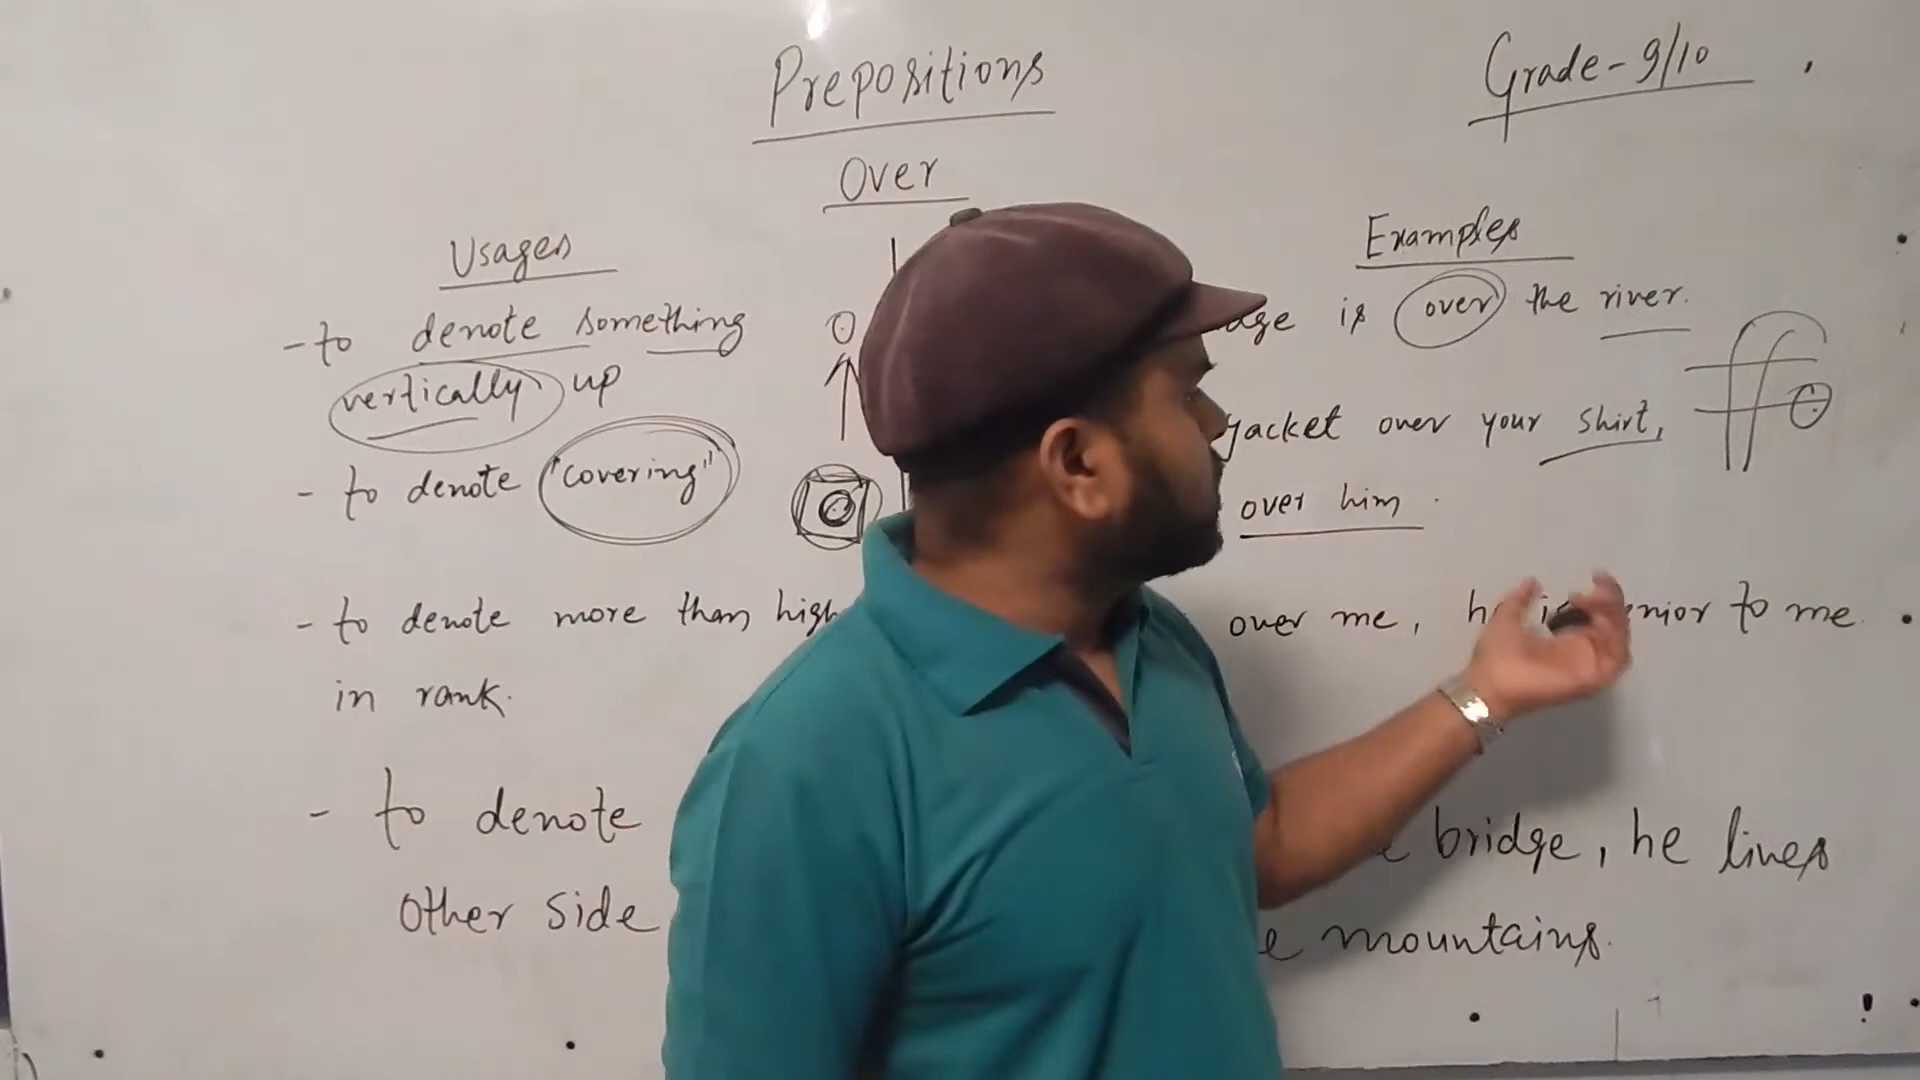 Prepositions
Grade-9/10
Over
Usages
- to denote something
vertically up
- to denote "covering"
- to denote more than high
in rank.
- to denote
other side
Examples
is over the river.
jacket over your shirt,
over him.
over me, he is to me.
bridge, he lives
mountains.